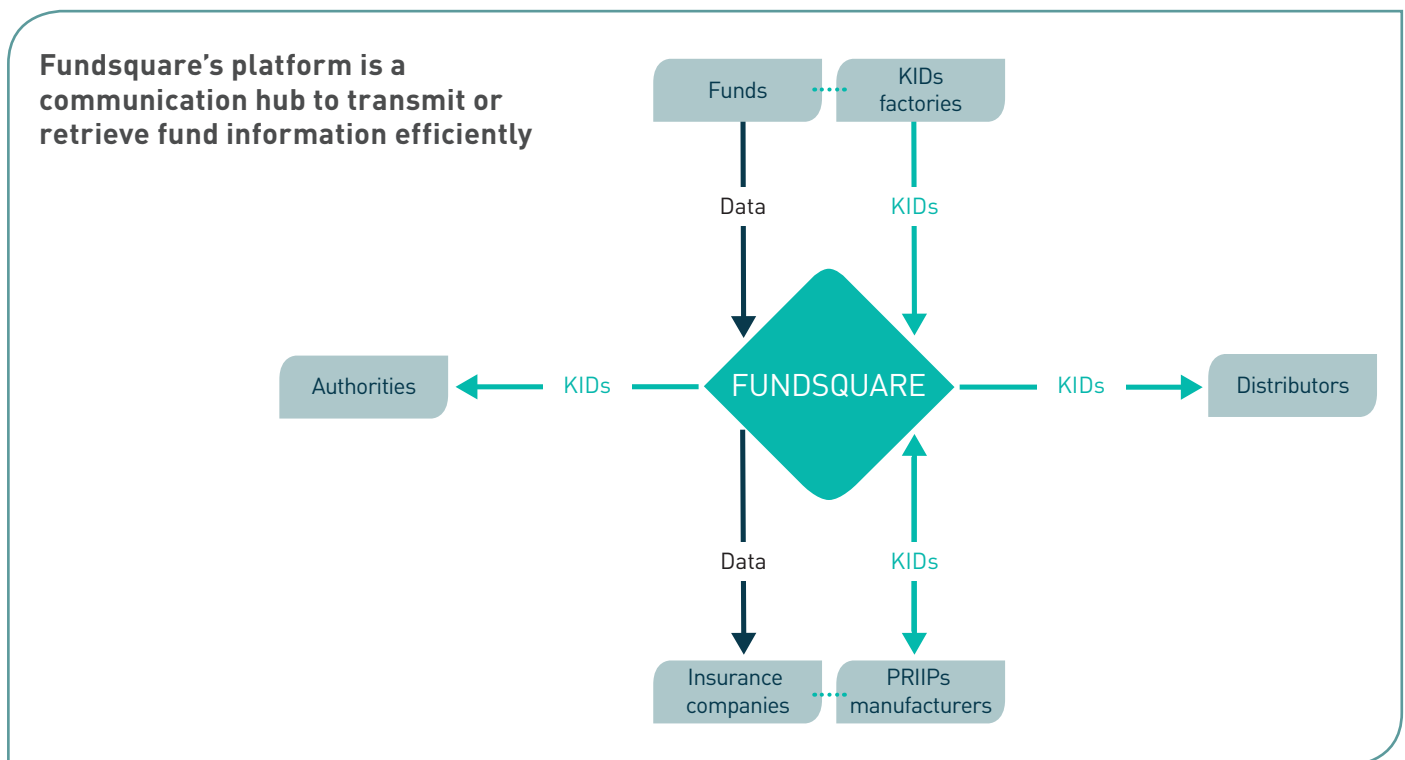 Fundsquare’s platform is a
communication hub to transmit or
retrieve fund information efficiently
Funds
KIDs
factories
Data
KIDs
Authorities
KIDs
FUNDSQUARE
KIDs
Distributors
Data
KIDs
Insurance
companies
PRIIPs
manufacturers